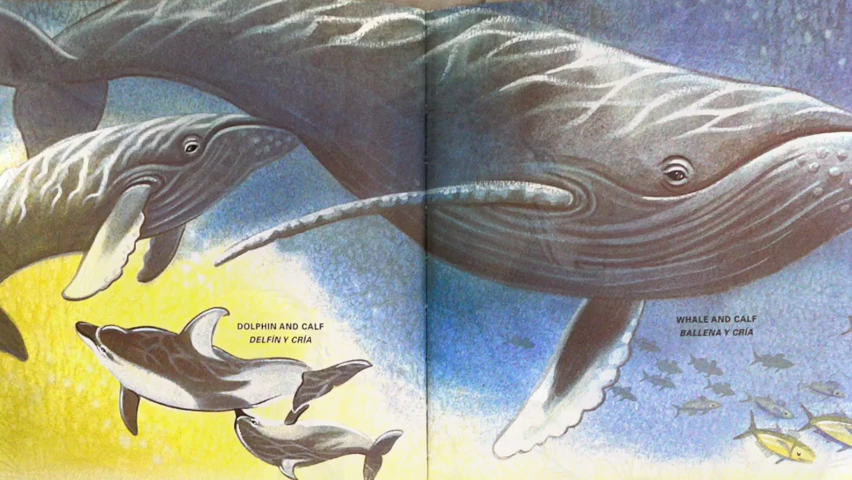 DOLPHIN AND CALF
DELFÍN Y CRÍA
WHALE AND CALF
BALLENA Y CRÍA